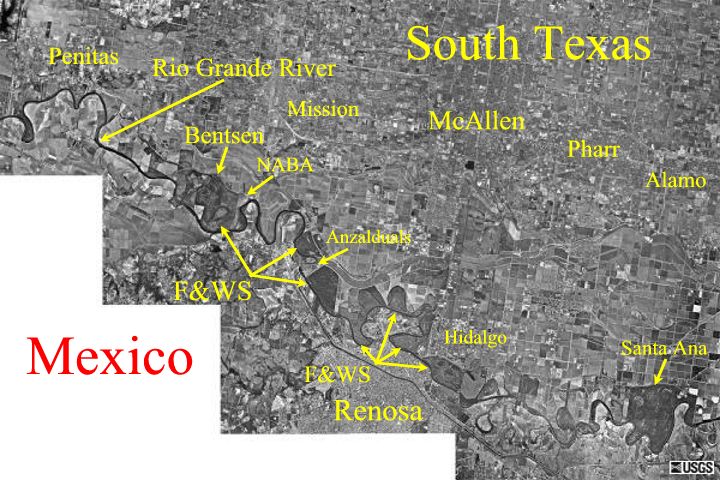 South Texas
Penitas
Rio Grande River
Mission
McAllen
Bentsen
Pharr
NABA
Alamo
Anzalduals
F&WS
Hidalgo
Santa Ana
Mexico
F&WS
Renosa
USGS